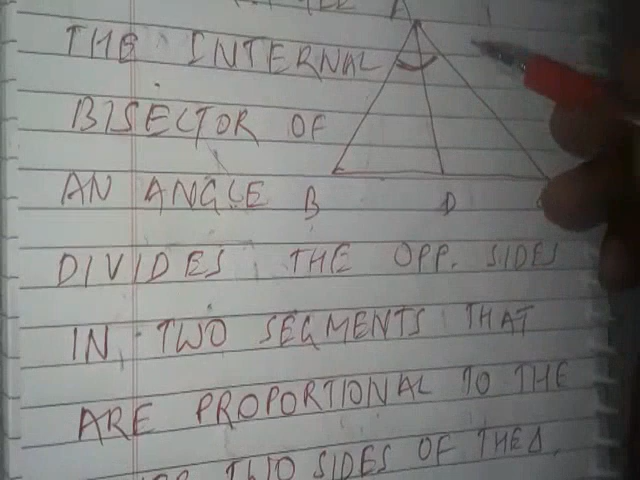 A
THE INTERNAL
BISECTOR OF
AN ANGLE
B D
DIVIDES THE OPP. SIDES
IN TWO SEGMENTS THAT
ARE PROPORTIONAL TO THE
TWO SIDES OF THE Δ.